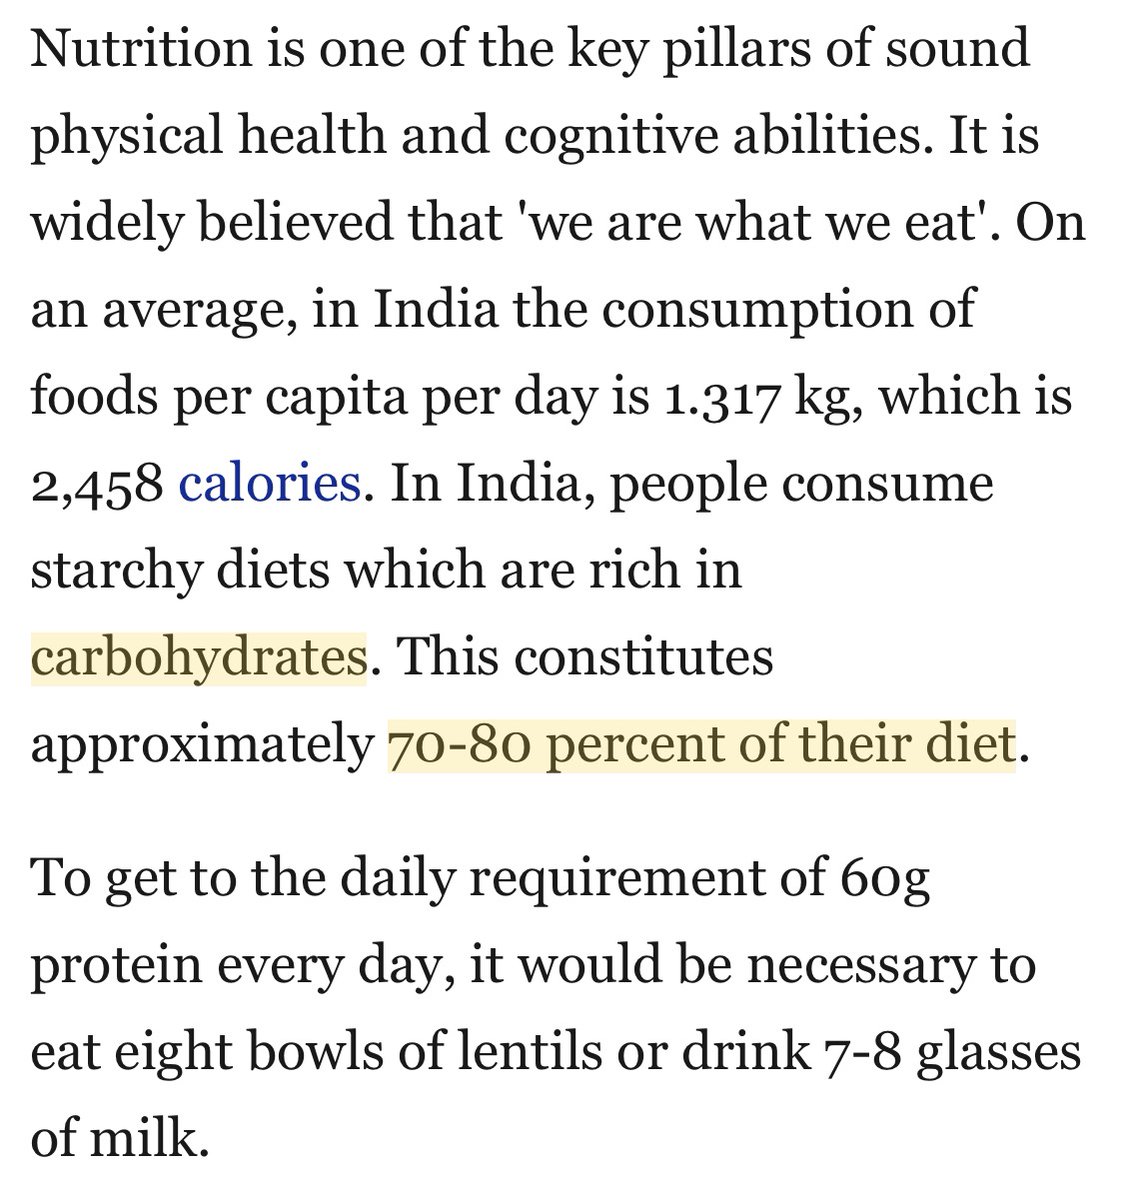 Nutrition is one of the key pillars of sound
physical health and cognitive abilities. It is
widely believed that 'we are what we eat'. On
an average, in India the consumption of
foods per capita per day is 1.317 kg, which is
2,458 calories. In India, people consume
starchy diets which are rich in
carbohydrates. This constitutes
approximately 70-80 percent of their diet.
To get to the daily requirement of 60g
protein every day, it would be necessary to
eat eight bowls of lentils or drink 7-8 glasses
of milk.